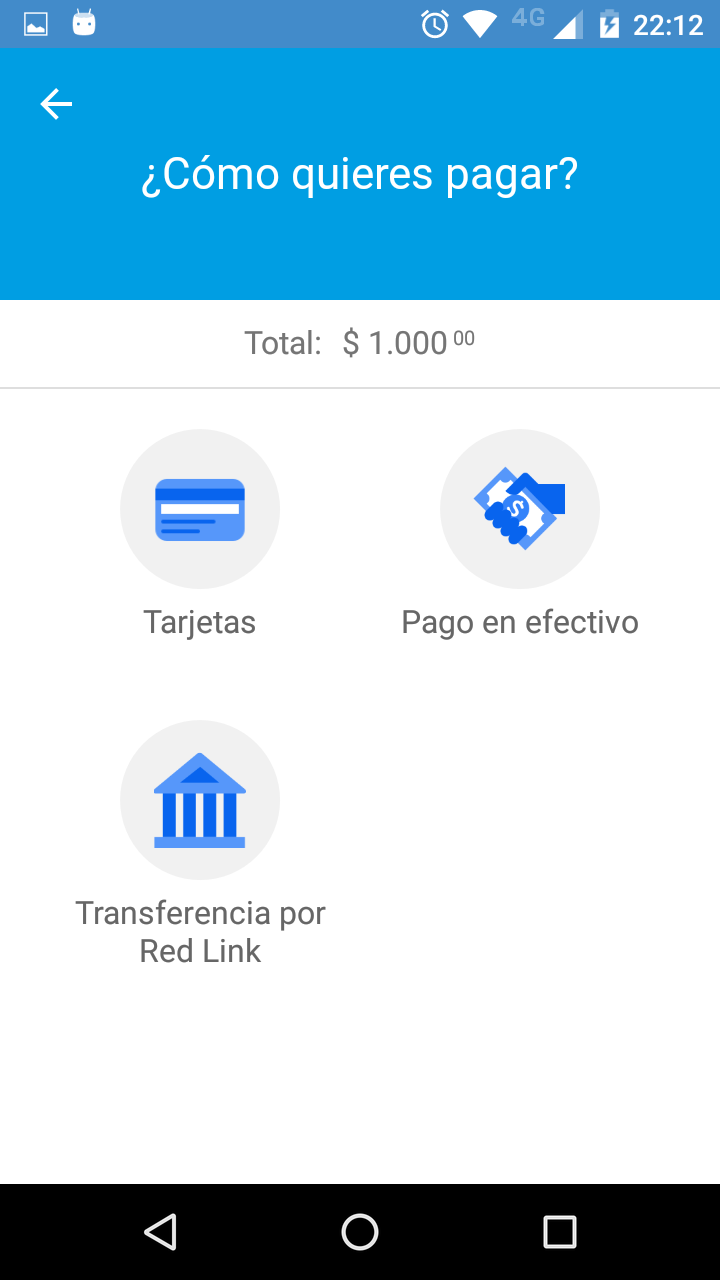 4G 22:12
¿Cómo quieres pagar?
Total: $ 1.000 00
Tarjetas
Pago en efectivo
Transferencia por
Red Link